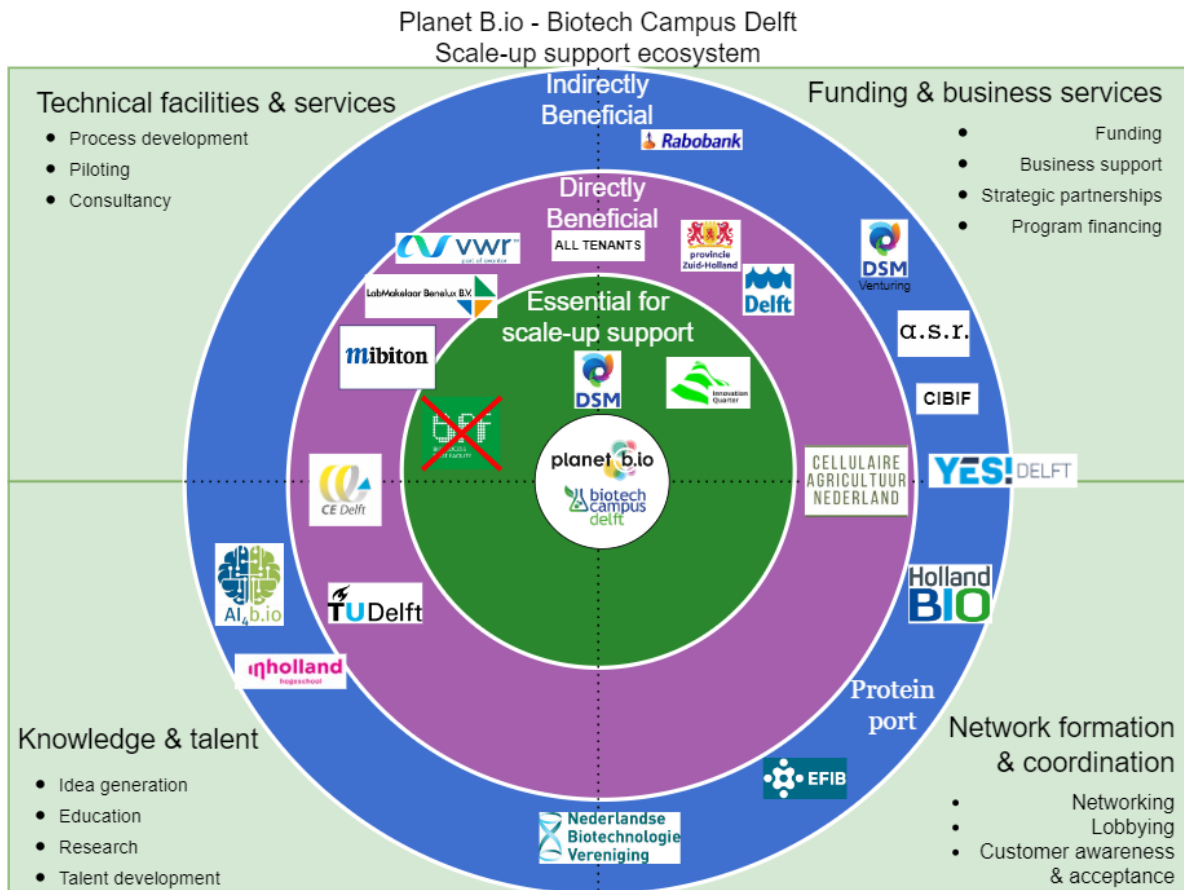 Planet B.io - Biotech Campus Delft
Scale-up support ecosystem
Technical facilities & services
• Process development
• Piloting
• Consultancy
Indirectly
Beneficial
Rabobank
Funding & business services
• Funding
• Business support
• Strategic partnerships
• Program financing
Directly
Beneficial
ALL TENANTS
vwr™
part of avantor
LabMakelaar Benelux B.V.
mibiton
provincie
Zuid-Holland
Delft
DSM
Venturing
a.s.r.
CIBIF
Essential for
scale-up support
DSM
Innovation
Quarter
planet b.io
biotech
campus
delft
CE Delft
CELLULAIRE
AGRICULTUUR
NEDERLAND
YES!DELFT
AI4b.io
TUDelft
inholland
hogeschool
Holland
BIO
Protein
port
EFIB
Nederlandse
Biotechnologie
Vereniging
Knowledge & talent
• Idea generation
• Education
• Research
• Talent development
Network formation
& coordination
• Networking
• Lobbying
• Customer awareness
& acceptance